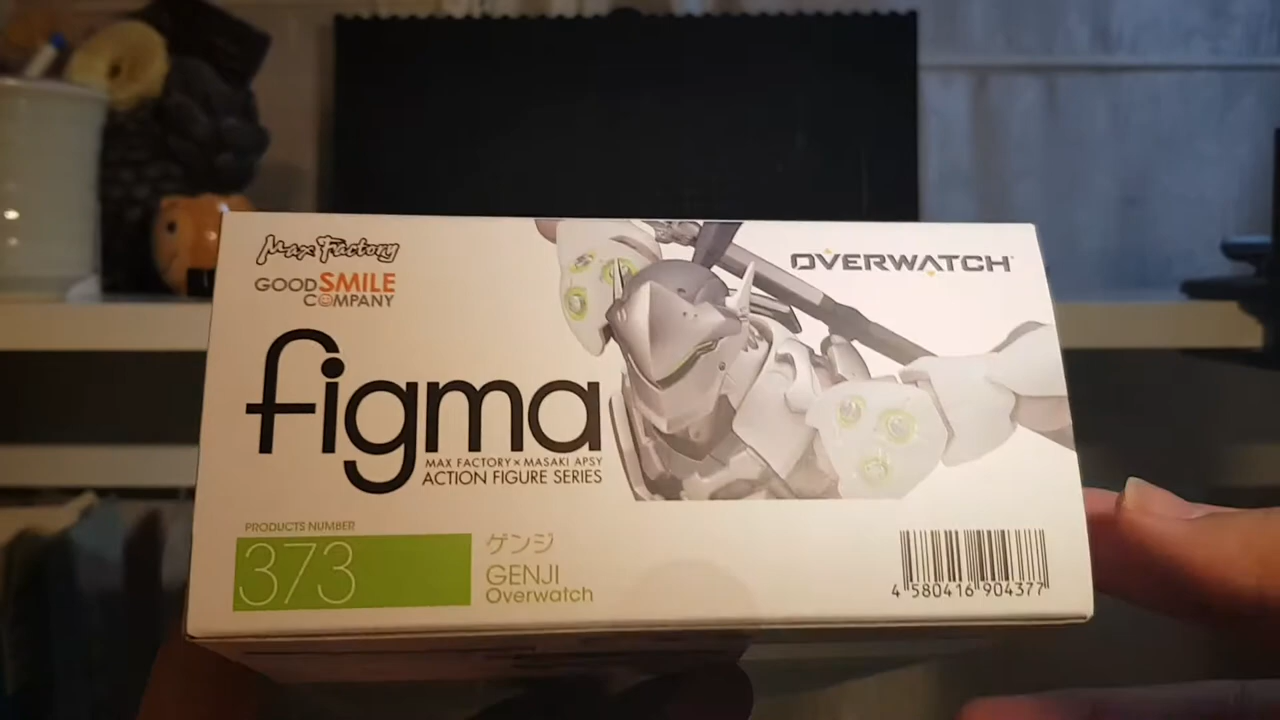 Max Factory
GOOD SMILE
COMPANY
OVERWATCH
figma
MAX FACTORY × MASAKI APSY
ACTION FIGURE SERIES
PRODUCTS NUMBER
373
ゲンジ
GENJI
Overwatch
4 580416 904377